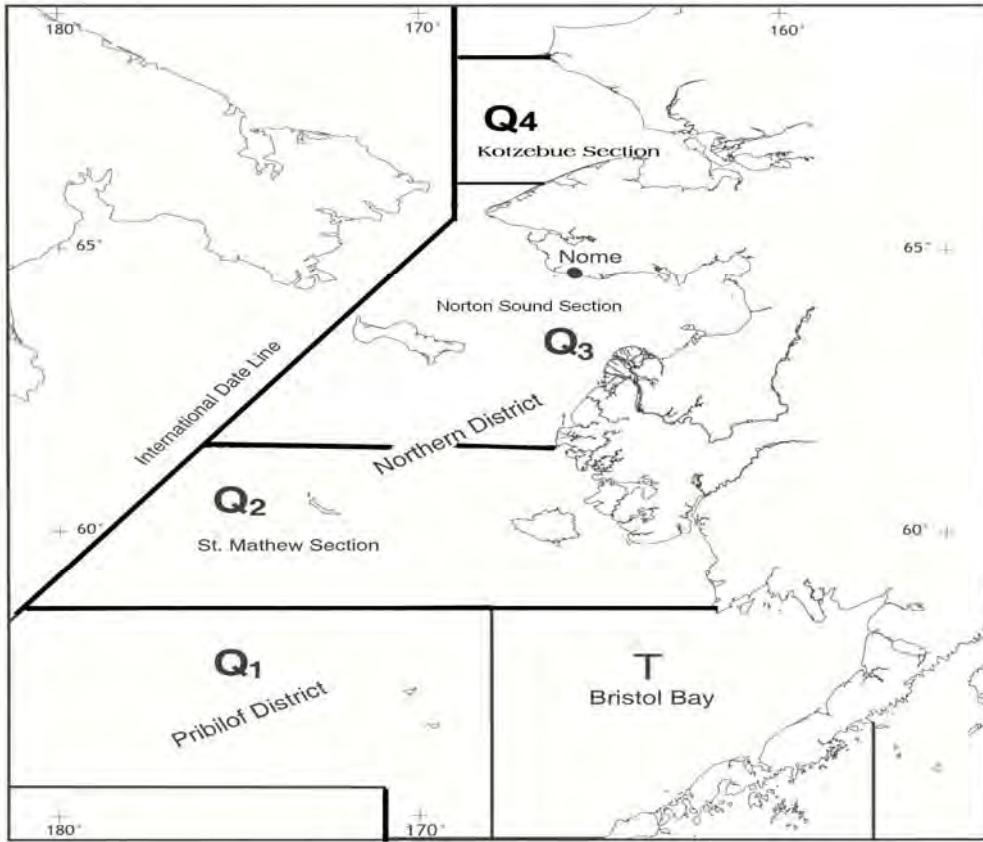 180°
170°
160°
Q4
Kotzebue Section
65°
65°
Nome
Norton Sound Section
Q3
International Date Line
Northern District
Q2
60°
60°
St. Mathew Section
Q1
T
Bristol Bay
Pribilof District
180°
170°
160°